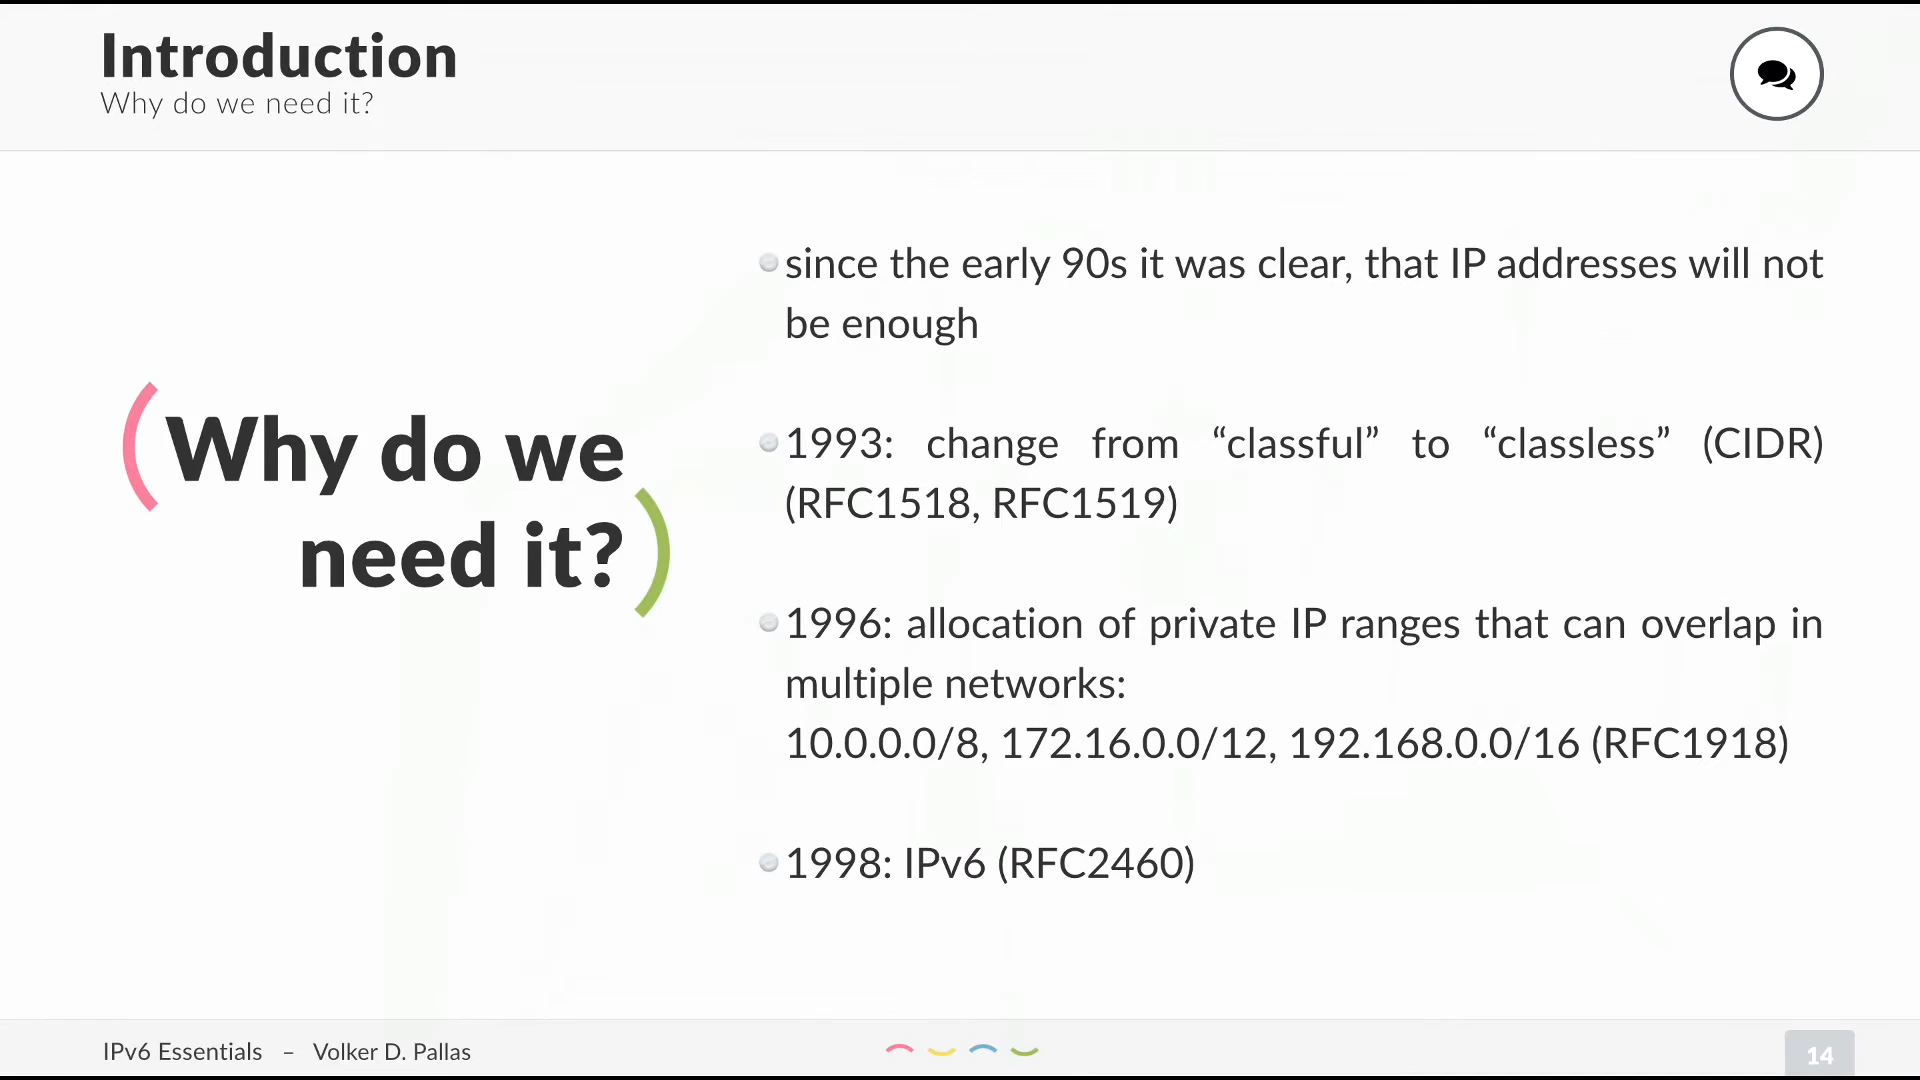 Introduction
Why do we need it?
Why do we
need it?
since the early 90s it was clear, that IP addresses will not
be enough
1993: change from “classful” to “classless” (CIDR)
(RFC1518, RFC1519)
1996: allocation of private IP ranges that can overlap in
multiple networks:
10.0.0.0/8, 172.16.0.0/12, 192.168.0.0/16 (RFC1918)
1998: IPv6 (RFC2460)
IPv6 Essentials – Volker D. Pallas
14